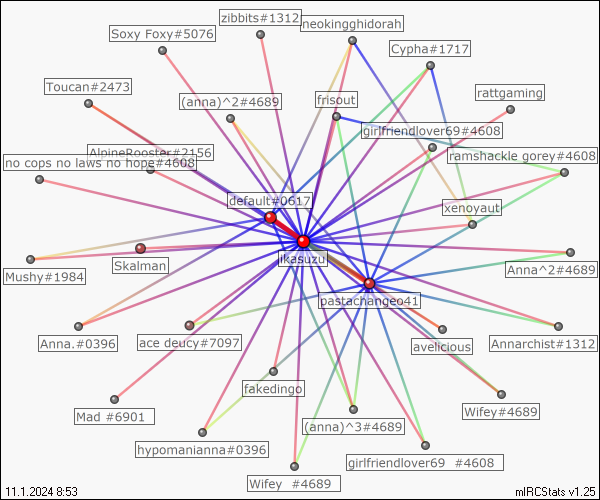 zibbits#1312
neokingghidorah
Soxy Foxy#5076
Cypha#1717
Toucan#2473
(anna)^2#4689
frisout
rattgaming
girlfriendlover69#4608
AlpineRooster#2156
no cops no laws no hope#4608
ramshackle gorey#4608
default#0617
xenoyaut
ikasuzu
Skalman
Mushy#1984
Anna^2#4689
pastachangeo41
Anna.#0396
ace deucy#7097
avelicious
Annarchist#1312
fakedingo
Mad #6901
Wifey#4689
(anna)^3#4689
hypomanianna#0396
girlfriendlover69 #4608
Wifey #4689
11.1.2024 8:53
mIRCStats v1.25